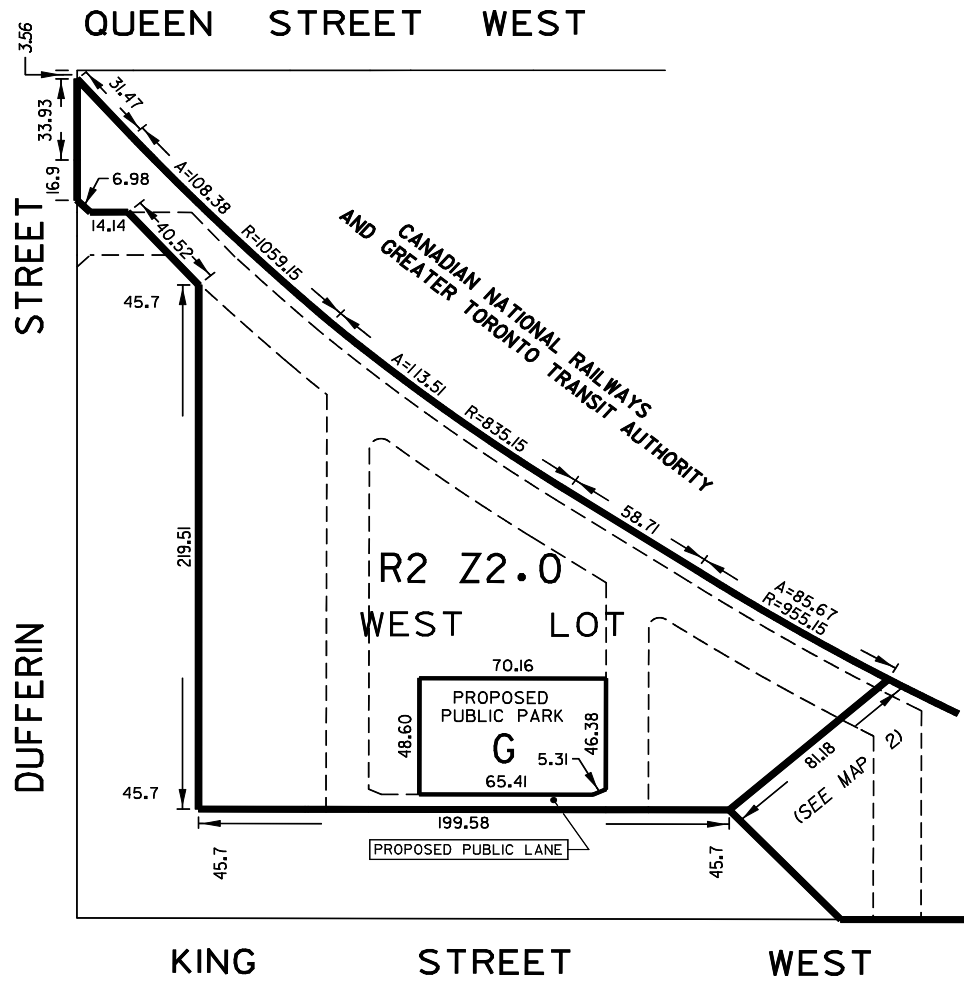 QUEEN STREET WEST
3.56
31.47
33.93
16.9
6.98
14.14
40.52
A=108.38
R=1059.15
CANADIAN NATIONAL RAILWAYS
AND GREATER TORONTO TRANSIT AUTHORITY
DUFFERIN STREET
45.7
219.51
A=113.51
R=835.15
58.71
A=85.67
R=955.15
R2 Z2.0
WEST LOT
70.16
PROPOSED
PUBLIC PARK
G
48.60
46.38
5.31
65.41
81.18
(SEE MAP 2)
45.7
199.58
PROPOSED PUBLIC LANE
45.7
45.7
KING STREET WEST